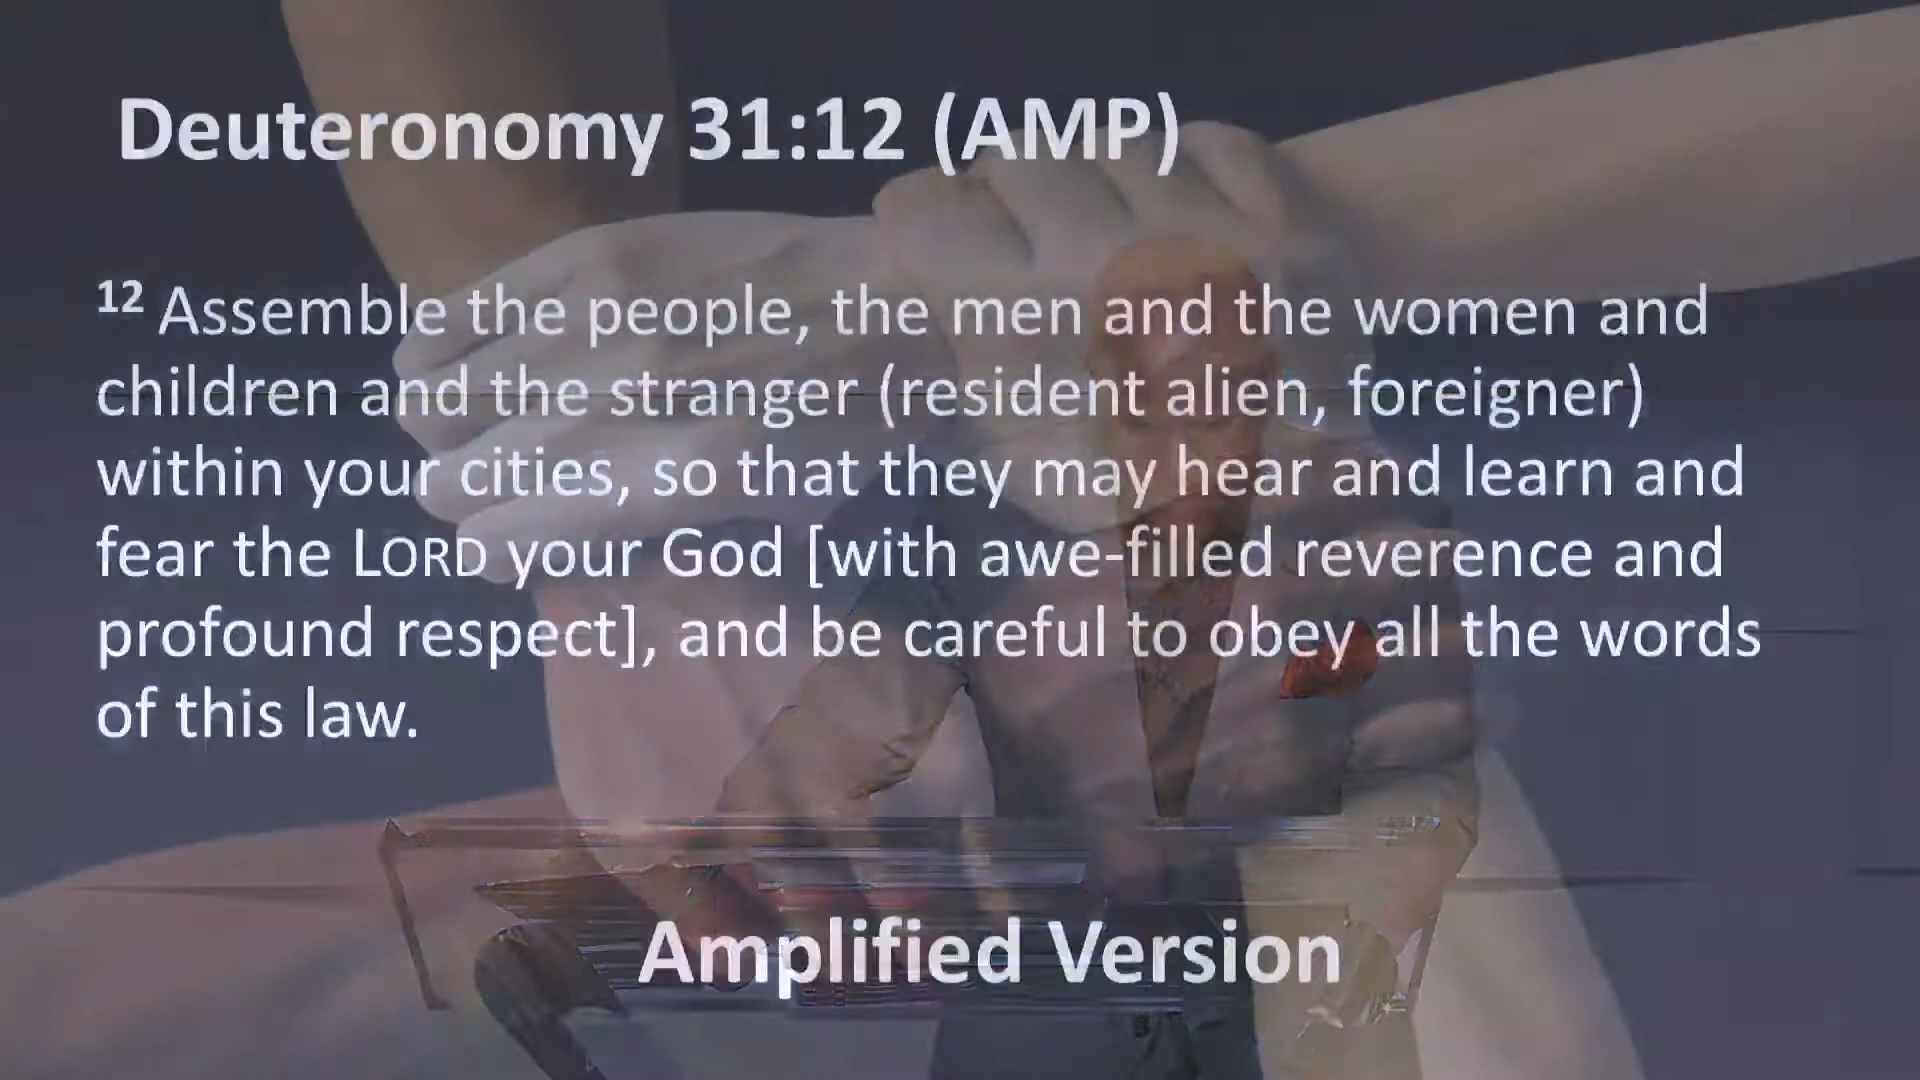 Deuteronomy 31:12 (AMP)
12 Assemble the people, the men and the women and
children and the stranger (resident alien, foreigner)
within your cities, so that they may hear and learn and
fear the LORD your God [with awe-filled reverence and
profound respect], and be careful to obey all the words
of this law.
Amplified Version